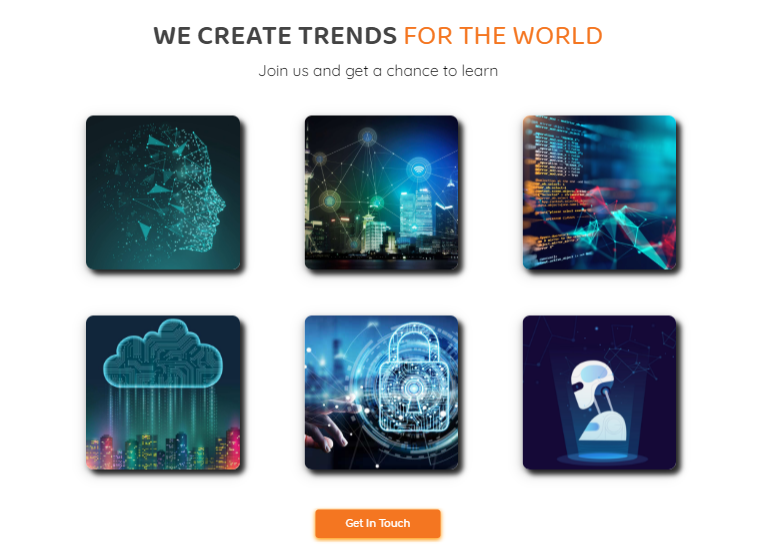 WE CREATE TRENDS FOR THE WORLD
Join us and get a chance to learn
Get In Touch